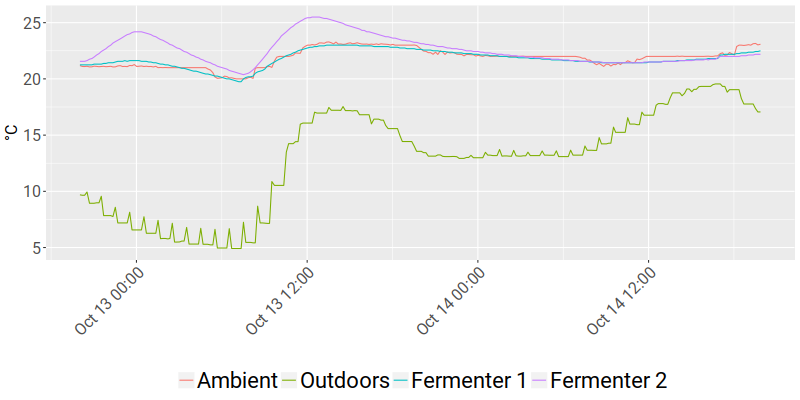 25
20
15
10
5
°C
Oct 13 00:00
Oct 13 12:00
Oct 14 00:00
Oct 14 12:00
Ambient Outdoors Fermenter 1 Fermenter 2